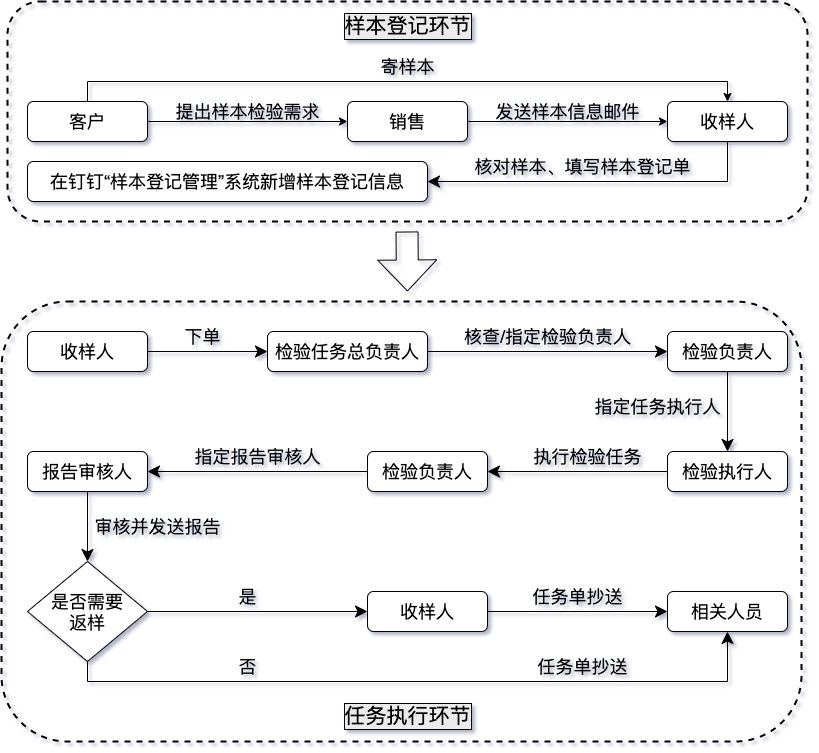 样本登记环节
寄样本
客户
提出样本检验需求
销售
发送样本信息邮件
收样人
核对样本、填写样本登记单
在钉钉“样本登记管理”系统新增样本登记信息
收样人
下单
检验任务总负责人
核查/指定检验负责人
检验负责人
指定任务执行人
报告审核人
指定报告审核人
检验负责人
执行检验任务
检验执行人
审核并发送报告
是否需要
返样
是
收样人
任务单抄送
相关人员
否
任务单抄送
任务执行环节